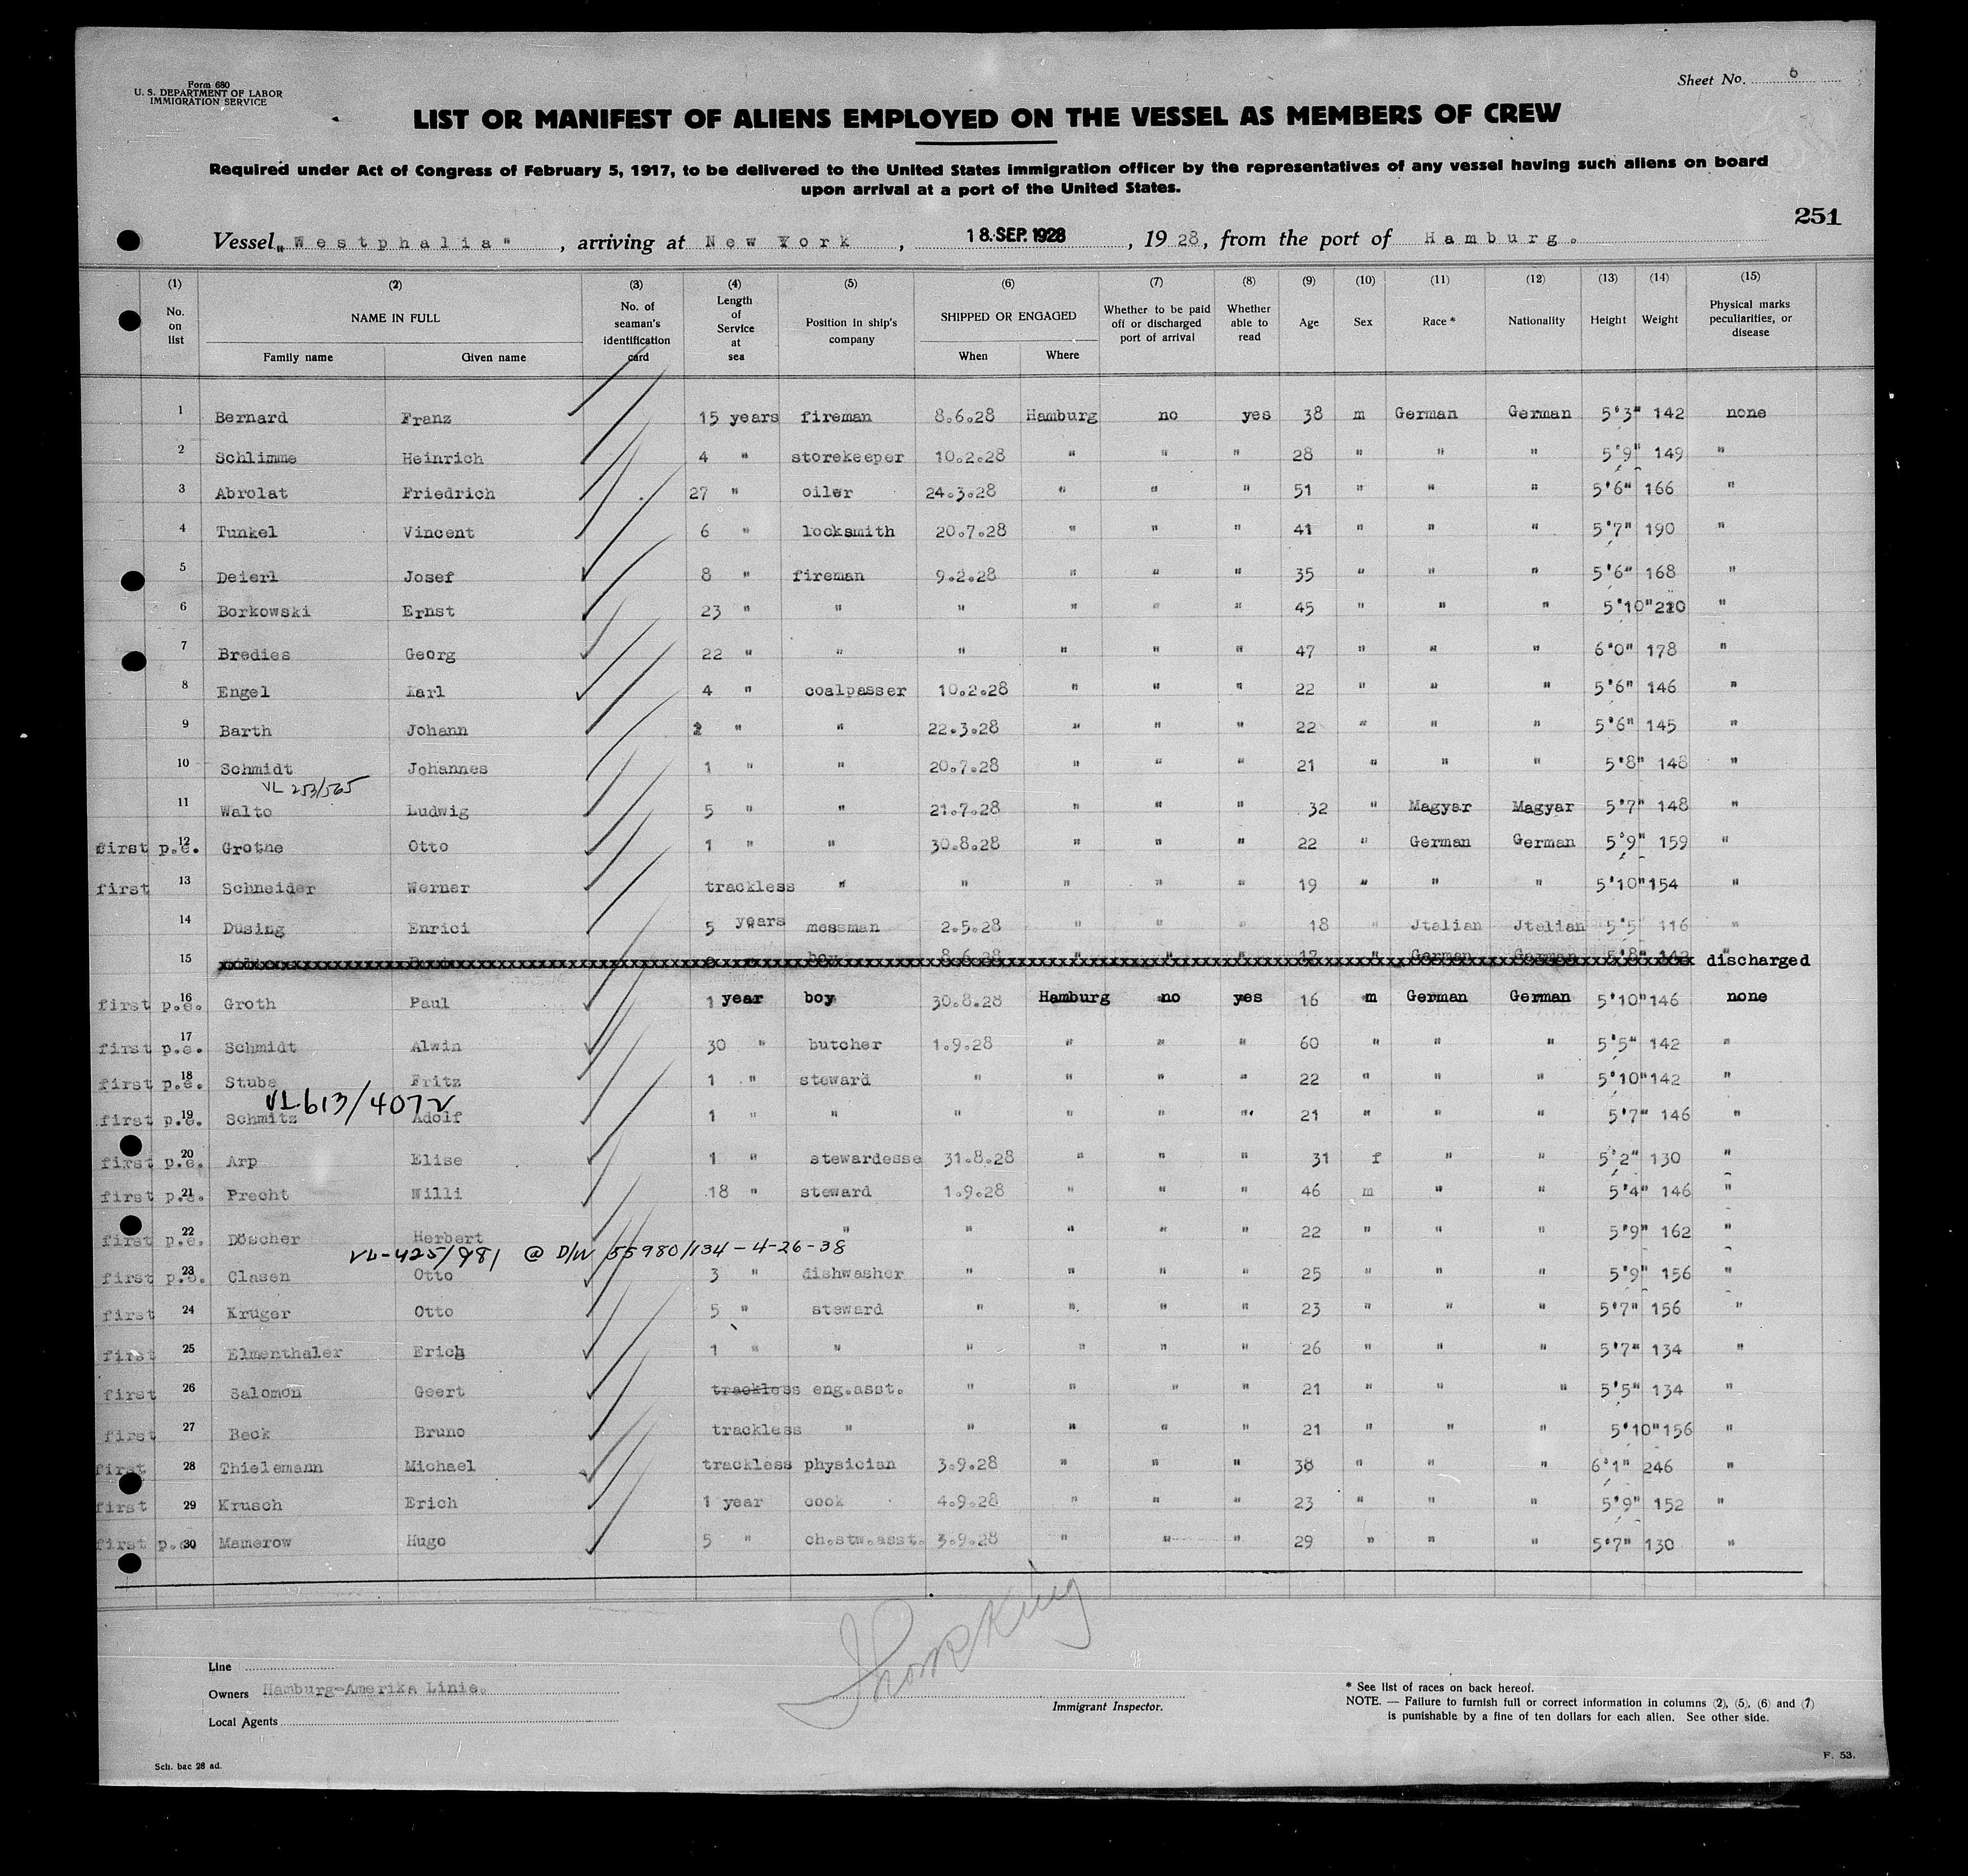 Form 680
U. S. DEPARTMENT OF LABOR
IMMIGRATION SERVICE
Sheet No. 6
LIST OR MANIFEST OF ALIENS EMPLOYED ON THE VESSEL AS MEMBERS OF CREW
Required under Act of Congress of February 5, 1917, to be delivered to the United States immigration officer by the representatives of any vessel having such aliens on board
upon arrival at a port of the United States.
251
Vessel "Westphalia", arriving at New York, 18.SEP.1928, 1928, from the port of Hamburg.
(1) (2) (3) (4) (5) (6) (7) (8) (9) (10) (11) (12) (13) (14) (15)
No. on list NAME IN FULL Family name Given name No. of seaman's identification card Length of Service at sea Position in ship's company SHIPPED OR ENGAGED When Where Whether to be paid off or discharged port of arrival Whether able to read Age Sex Race * Nationality Height Weight Physical marks peculiarities, or disease
1 Bernard Franz 15 years fireman 8.6.28 Hamburg no yes 38 m German German 5'3" 142 none
2 Schlimme Heinrich 4 " storekeeper 10.2.28 " " " 28 " " " 5'9" 149 "
3 Abrolat Friedrich 27 " oiler 24.3.28 " " " 51 " " " 5'6" 166 "
4 Tunkel Vincent 6 " locksmith 20.7.28 " " " 41 " " " 5'7" 190 "
5 Deierl Josef 8 " fireman 9.2.28 " " " 35 " " " 5'6" 168 "
6 Borkowski Ernst 23 " " " " " " 45 " " " 5'10" 210 "
7 Bredies Georg 22 " " " " " " 47 " " " 6'0" 178 "
8 Engel Karl 4 " coalpasser 10.2.28 " " " 22 " " " 5'6" 146 "
9 Barth Johann " " 22.3.28 " " " 22 " " " 5'6" 145 "
10 Schmidt Johannes 1 " " 20.7.28 " " " 21 " " " 5'8" 148 "
VL 253/565
11 Walto Ludwig 5 " " 21.7.28 " " " 32 " Magyar Magyar 5'7" 148 "
first p.e. 12 Grothe Otto 1 " " 30.8.28 " " " 22 " German German 5'9" 159 "
first 13 Schneider Werner trackless " " " " " 19 " " " 5'10" 154 "
14 Düsing Enrici 5 years messman 2.5.28 " " " 18 " Jtalian Jtalian 5'5 116 "
15 boy 8.6.28 " " " 17 " German German 5'8" 142 discharged
first p.e. 16 Groth Paul 1 year boy 30.8.28 Hamburg no yes 16 m German German 5'10" 146 none
first p.e. 17 Schmidt Alwin 30 " butcher 1.9.28 " " " 60 " " " 5'5" 142 "
first p.e. 18 Stube Fritz 1 " steward " " " " 22 " " " 5'10" 142 "
VL 613/4072
first p.e. 19 Schmitz Adolf 1 " " " " " " 21 " " " 5'7" 146 "
first p.e. 20 Arp Elise 1 " stewardesse 31.8.28 " " " 31 f " " 5'2" 130 "
first p.e. 21 Precht Willi 18 " steward 1.9.28 " " " 46 m " " 5'4" 146 "
first p.e. 22 Döscher Herbert " " " " " 22 " " " 5'9" 162 "
VL-425/981 @ D/W 55980/134-4-26-38
first p.e. 23 Clasen Otto 3 " dishwasher " " " " 25 " " " 5'9" 156 "
first 24 Krüger Otto 5 " steward " " " " 23 " " " 5'7" 156 "
first 25 Elmenthaler Erich 1 " " " " " " 26 " " " 5'7" 134 "
first 26 Salomon Geert trackless eng.asst. " " " " 21 " " " 5'5" 134 "
first 27 Beck Bruno trackless " " " " " 21 " " " 5'10" 156 "
first 28 Thielemann Michael trackless physician 3.9.28 " " " 38 " " " 6'1" 246 "
first 29 Krusch Erich 1 year cook 4.9.28 " " " 23 " " " 5'9" 152 "
first p.e. 30 Mamerow Hugo 5 " ch.stw.asst. 3.9.28 " " " 29 " " " 5'7" 130 "
Line
Owners Hamburg-Amerika Linie.
Local Agents
Immigrant Inspector.
* See list of races on back hereof.
NOTE. — Failure to furnish full or correct information in columns (2), (5), (6) and (7)
is punishable by a fine of ten dollars for each alien. See other side.
Sch. bac 28 ad.
F. 53.